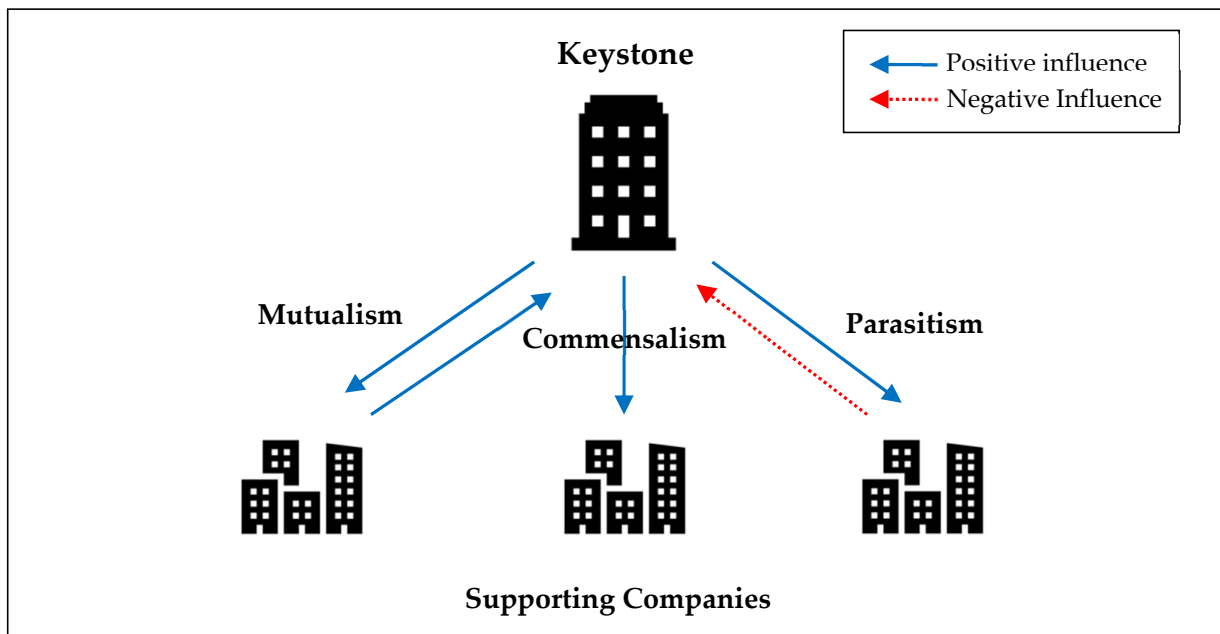 Keystone
Positive influence
Negative Influence
Mutualism
Commensalism
Parasitism
Supporting Companies